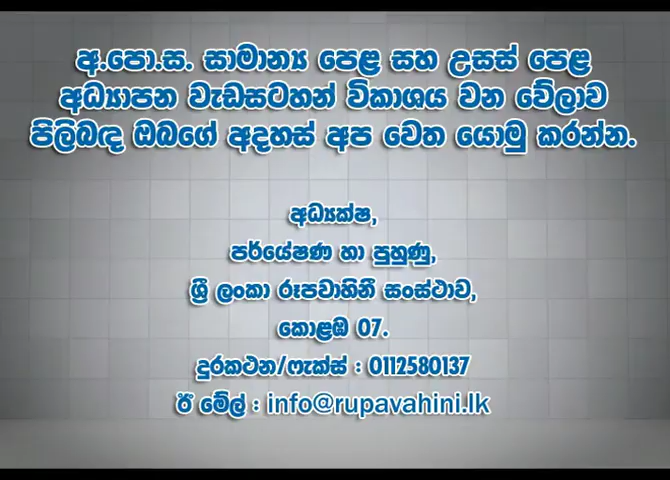 අ.පො.ස. සාමාන්‍ය පෙළ සහ උසස් පෙළ
අධ්‍යාපන වැඩසටහන් විකාශය වන වේලාව
පිලිබඳ ඔබගේ අදහස් අප වෙත යොමු කරන්න.
අධ්‍යක්ෂ,
පර්යේෂණ හා පුහුණු,
ශ්‍රී ලංකා රූපවාහිනී සංස්ථාව,
කොළඹ 07.
දුරකථන/ෆැක්ස් : 0112580137
ඊ මේල් : info@rupavahini.lk